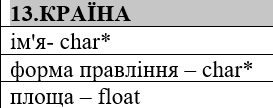 13.КРАЇНА
ім'я- char*
форма правління – char*
площа – float